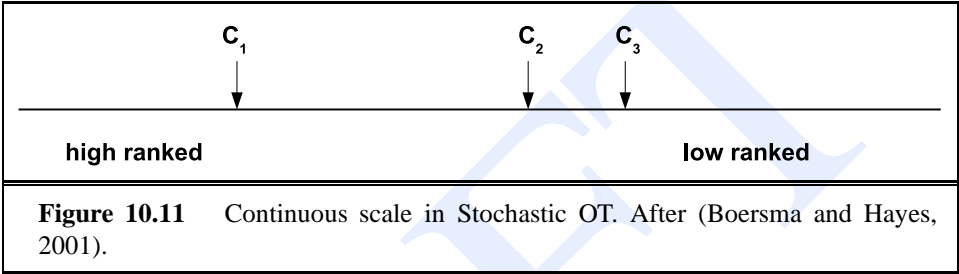 C₁ C₂ C₃
high ranked low ranked
Figure 10.11 Continuous scale in Stochastic OT. After (Boersma and Hayes,
2001).